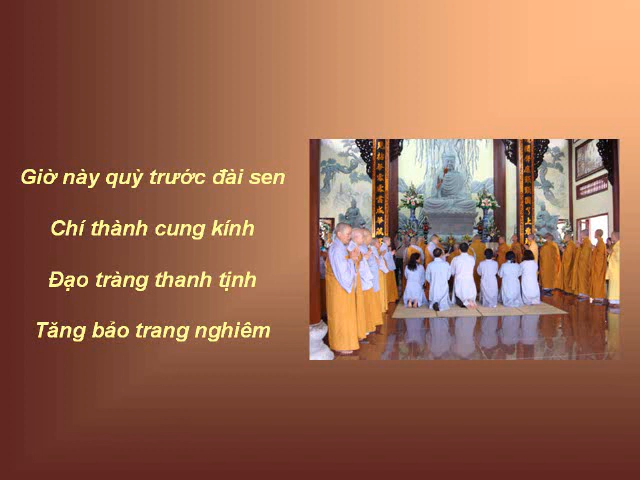 Giờ này quỳ trước đài sen
Chí thành cung kính
Đạo tràng thanh tịnh
Tăng bảo trang nghiêm